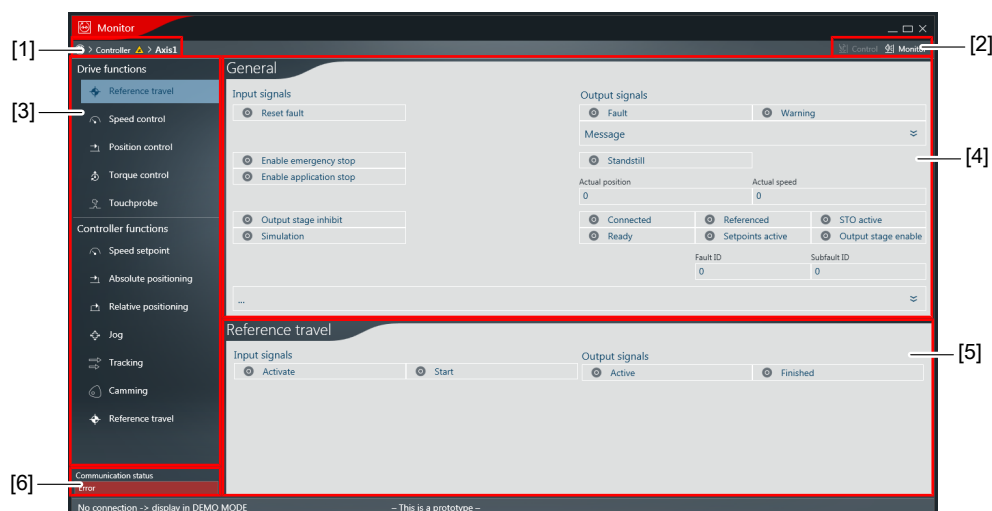 Monitor
[1]
> Controller > Axis1
Control Monitor
[2]
Drive functions
Reference travel
[3]
Speed control
Position control
Torque control
Touchprobe
Controller functions
Speed setpoint
Absolute positioning
Relative positioning
Jog
Tracking
Camming
Reference travel
General
Input signals
Output signals
Reset fault
Fault
Warning
Message
Enable emergency stop
Standstill
[4]
Enable application stop
Actual position
Actual speed
0
0
Output stage inhibit
Connected
Referenced
STO active
Simulation
Ready
Setpoints active
Output stage enable
Fault ID
Subfault ID
0
0
...
Reference travel
Input signals
Output signals
[5]
Activate
Start
Active
Finished
Communication status
[6]
Error
No connection -> display in DEMO MODE
– This is a prototype –